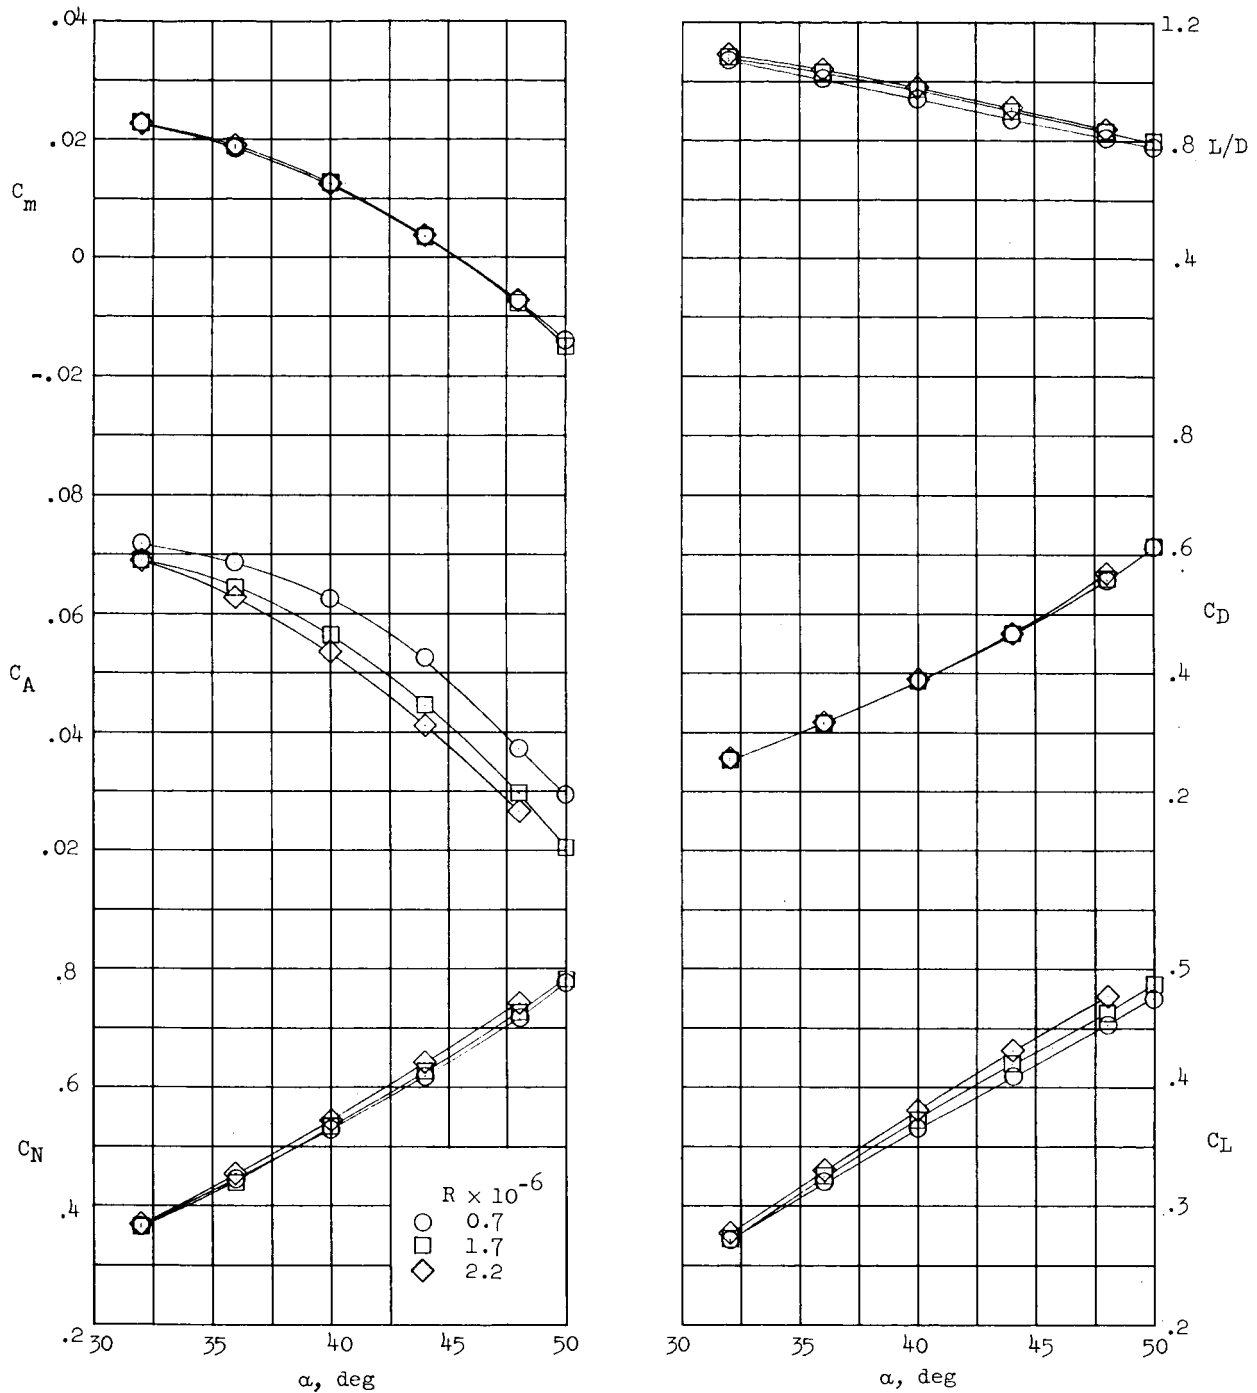 .04
.02
C_m
0
-.02
.08
.06
C_A
.04
.02
.8
.6
C_N
.4
.2
R × 10^-6
0.7
1.7
2.2
30 35 40 45 50
α, deg
1.2
.8 L/D
.4
.8
.6
C_D
.4
.2
.5
.4
C_L
.3
.2
30 35 40 45 50
α, deg